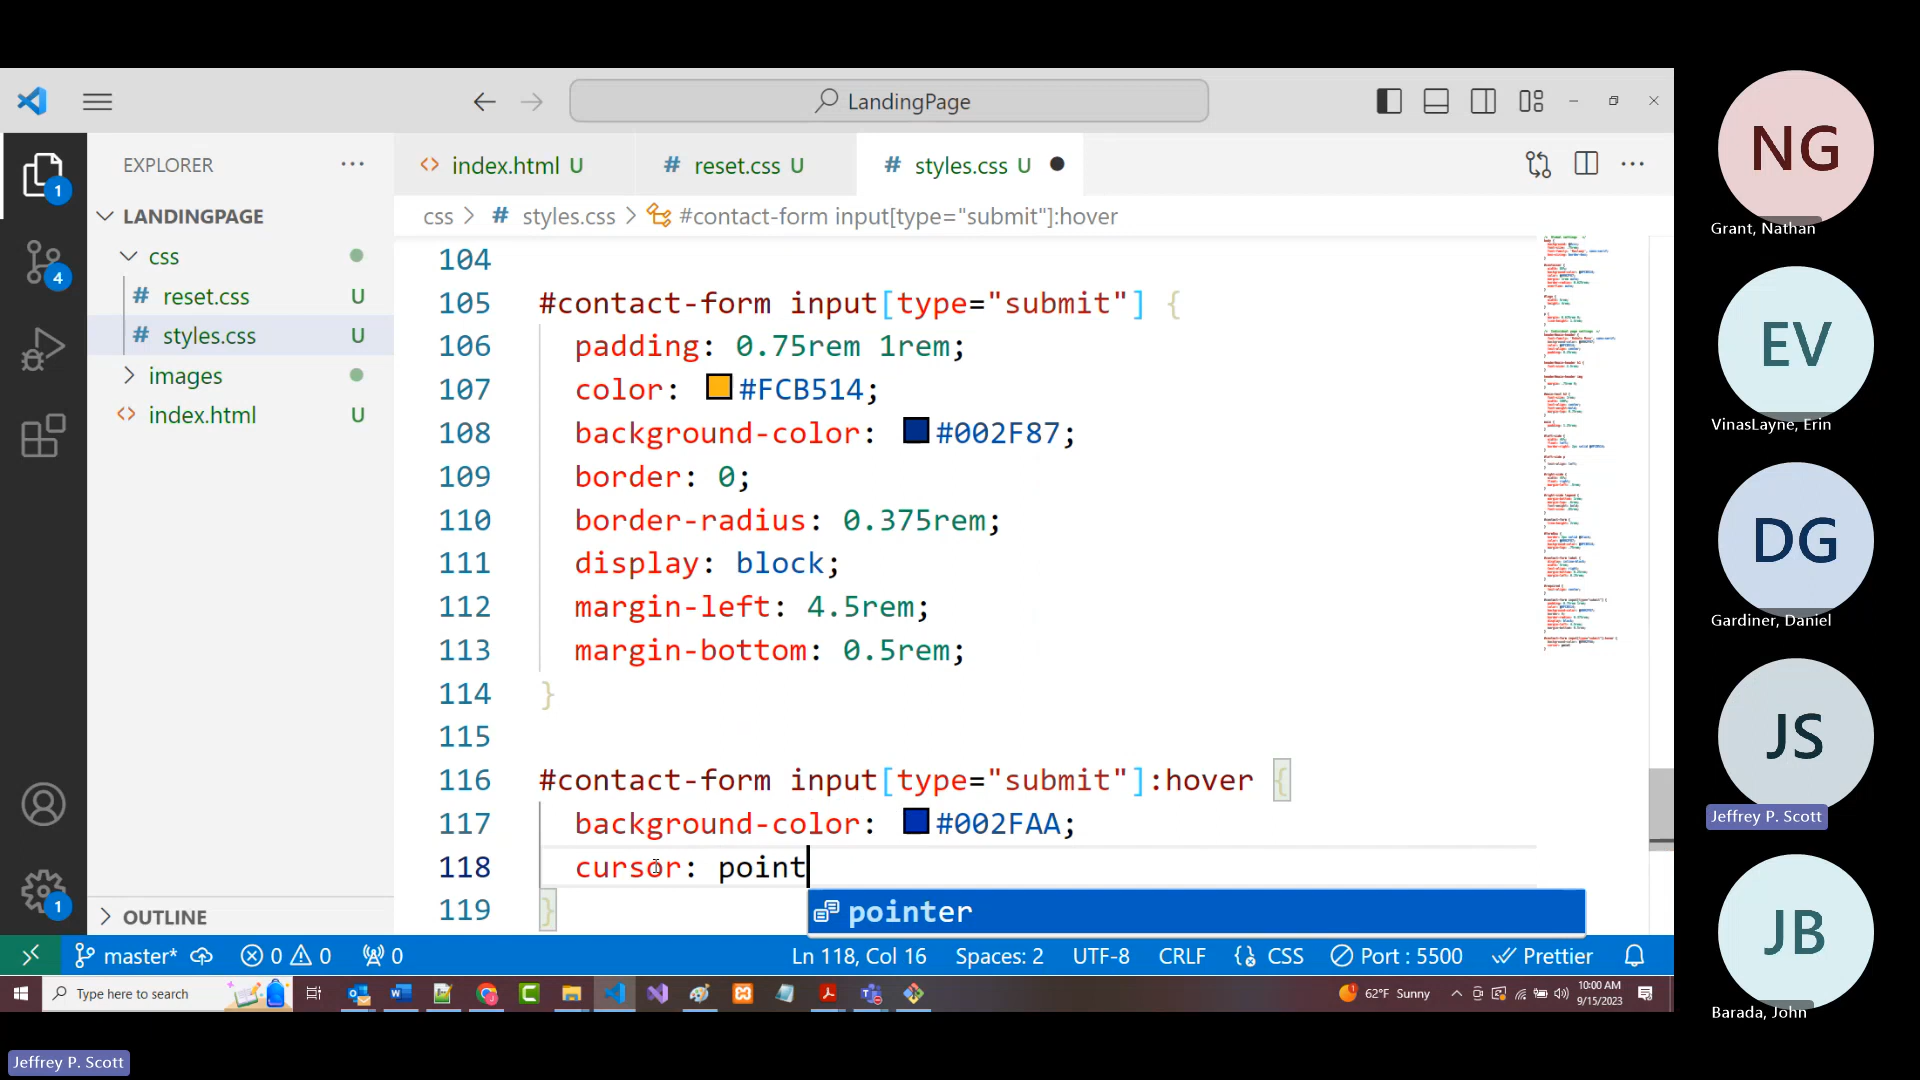 LandingPage
EXPLORER
index.html U
reset.css U
styles.css U
LANDINGPAGE
css > # styles.css > #contact-form input[type="submit"]:hover
css
# reset.css U
# styles.css U
images
index.html U
104
105 #contact-form input[type="submit"] {
106 padding: 0.75rem 1rem;
107 color: #FCB514;
108 background-color: #002F87;
109 border: 0;
110 border-radius: 0.375rem;
111 display: block;
112 margin-left: 4.5rem;
113 margin-bottom: 0.5rem;
114 }
115
116 #contact-form input[type="submit"]:hover {
117 background-color: #002FAA;
118 cursor: point
119 }
pointer
OUTLINE
1
4
1
master* 0 0 0
Ln 118, Col 16 Spaces: 2 UTF-8 CRLF CSS Port : 5500 Prettier
Type here to search
62°F Sunny
10:00 AM
9/15/2023
NG
Grant, Nathan
EV
VinasLayne, Erin
DG
Gardiner, Daniel
JS
Jeffrey P. Scott
JB
Barada, John
Jeffrey P. Scott